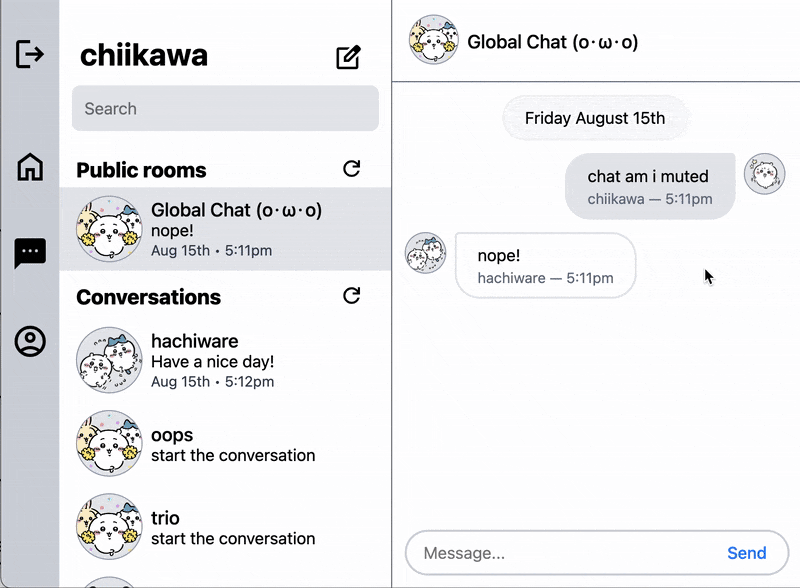 chiikawa
Search
Public rooms
Global Chat (o･ω･o)
nope!
Aug 15th • 5:11pm
Conversations
hachiware
Have a nice day!
Aug 15th • 5:12pm
oops
start the conversation
trio
start the conversation
Global Chat (o･ω･o)
Friday August 15th
chat am i muted
chiikawa — 5:11pm
nope!
hachiware — 5:11pm
Message...
Send